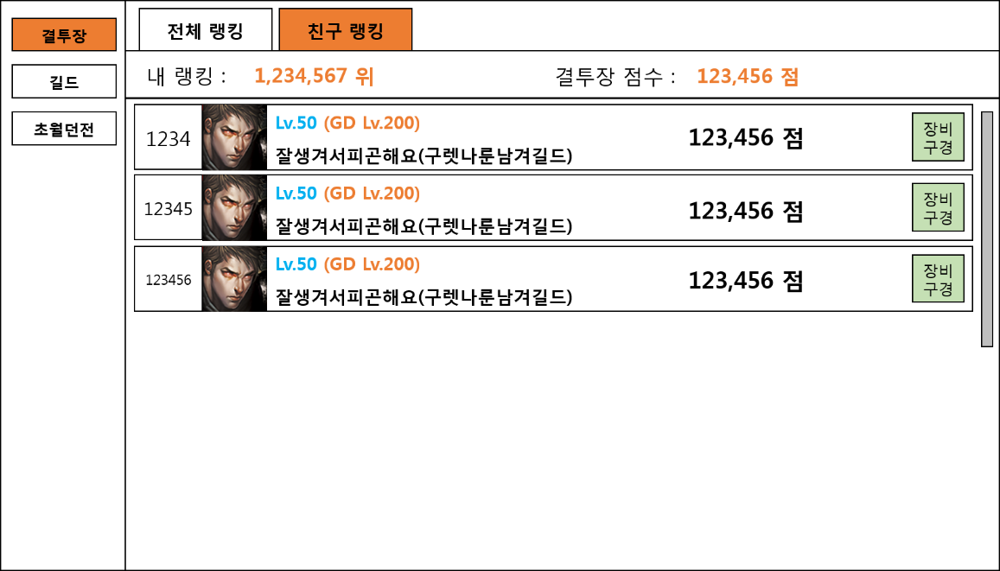 결투장
길드
초월던전
전체 랭킹
친구 랭킹
내 랭킹 : 1,234,567 위
결투장 점수 : 123,456 점
1234
Lv.50 (GD Lv.200)
잘생겨서피곤해요(구렛나룬남겨길드)
123,456 점
장비
구경
12345
Lv.50 (GD Lv.200)
잘생겨서피곤해요(구렛나룬남겨길드)
123,456 점
장비
구경
123456
Lv.50 (GD Lv.200)
잘생겨서피곤해요(구렛나룬남겨길드)
123,456 점
장비
구경